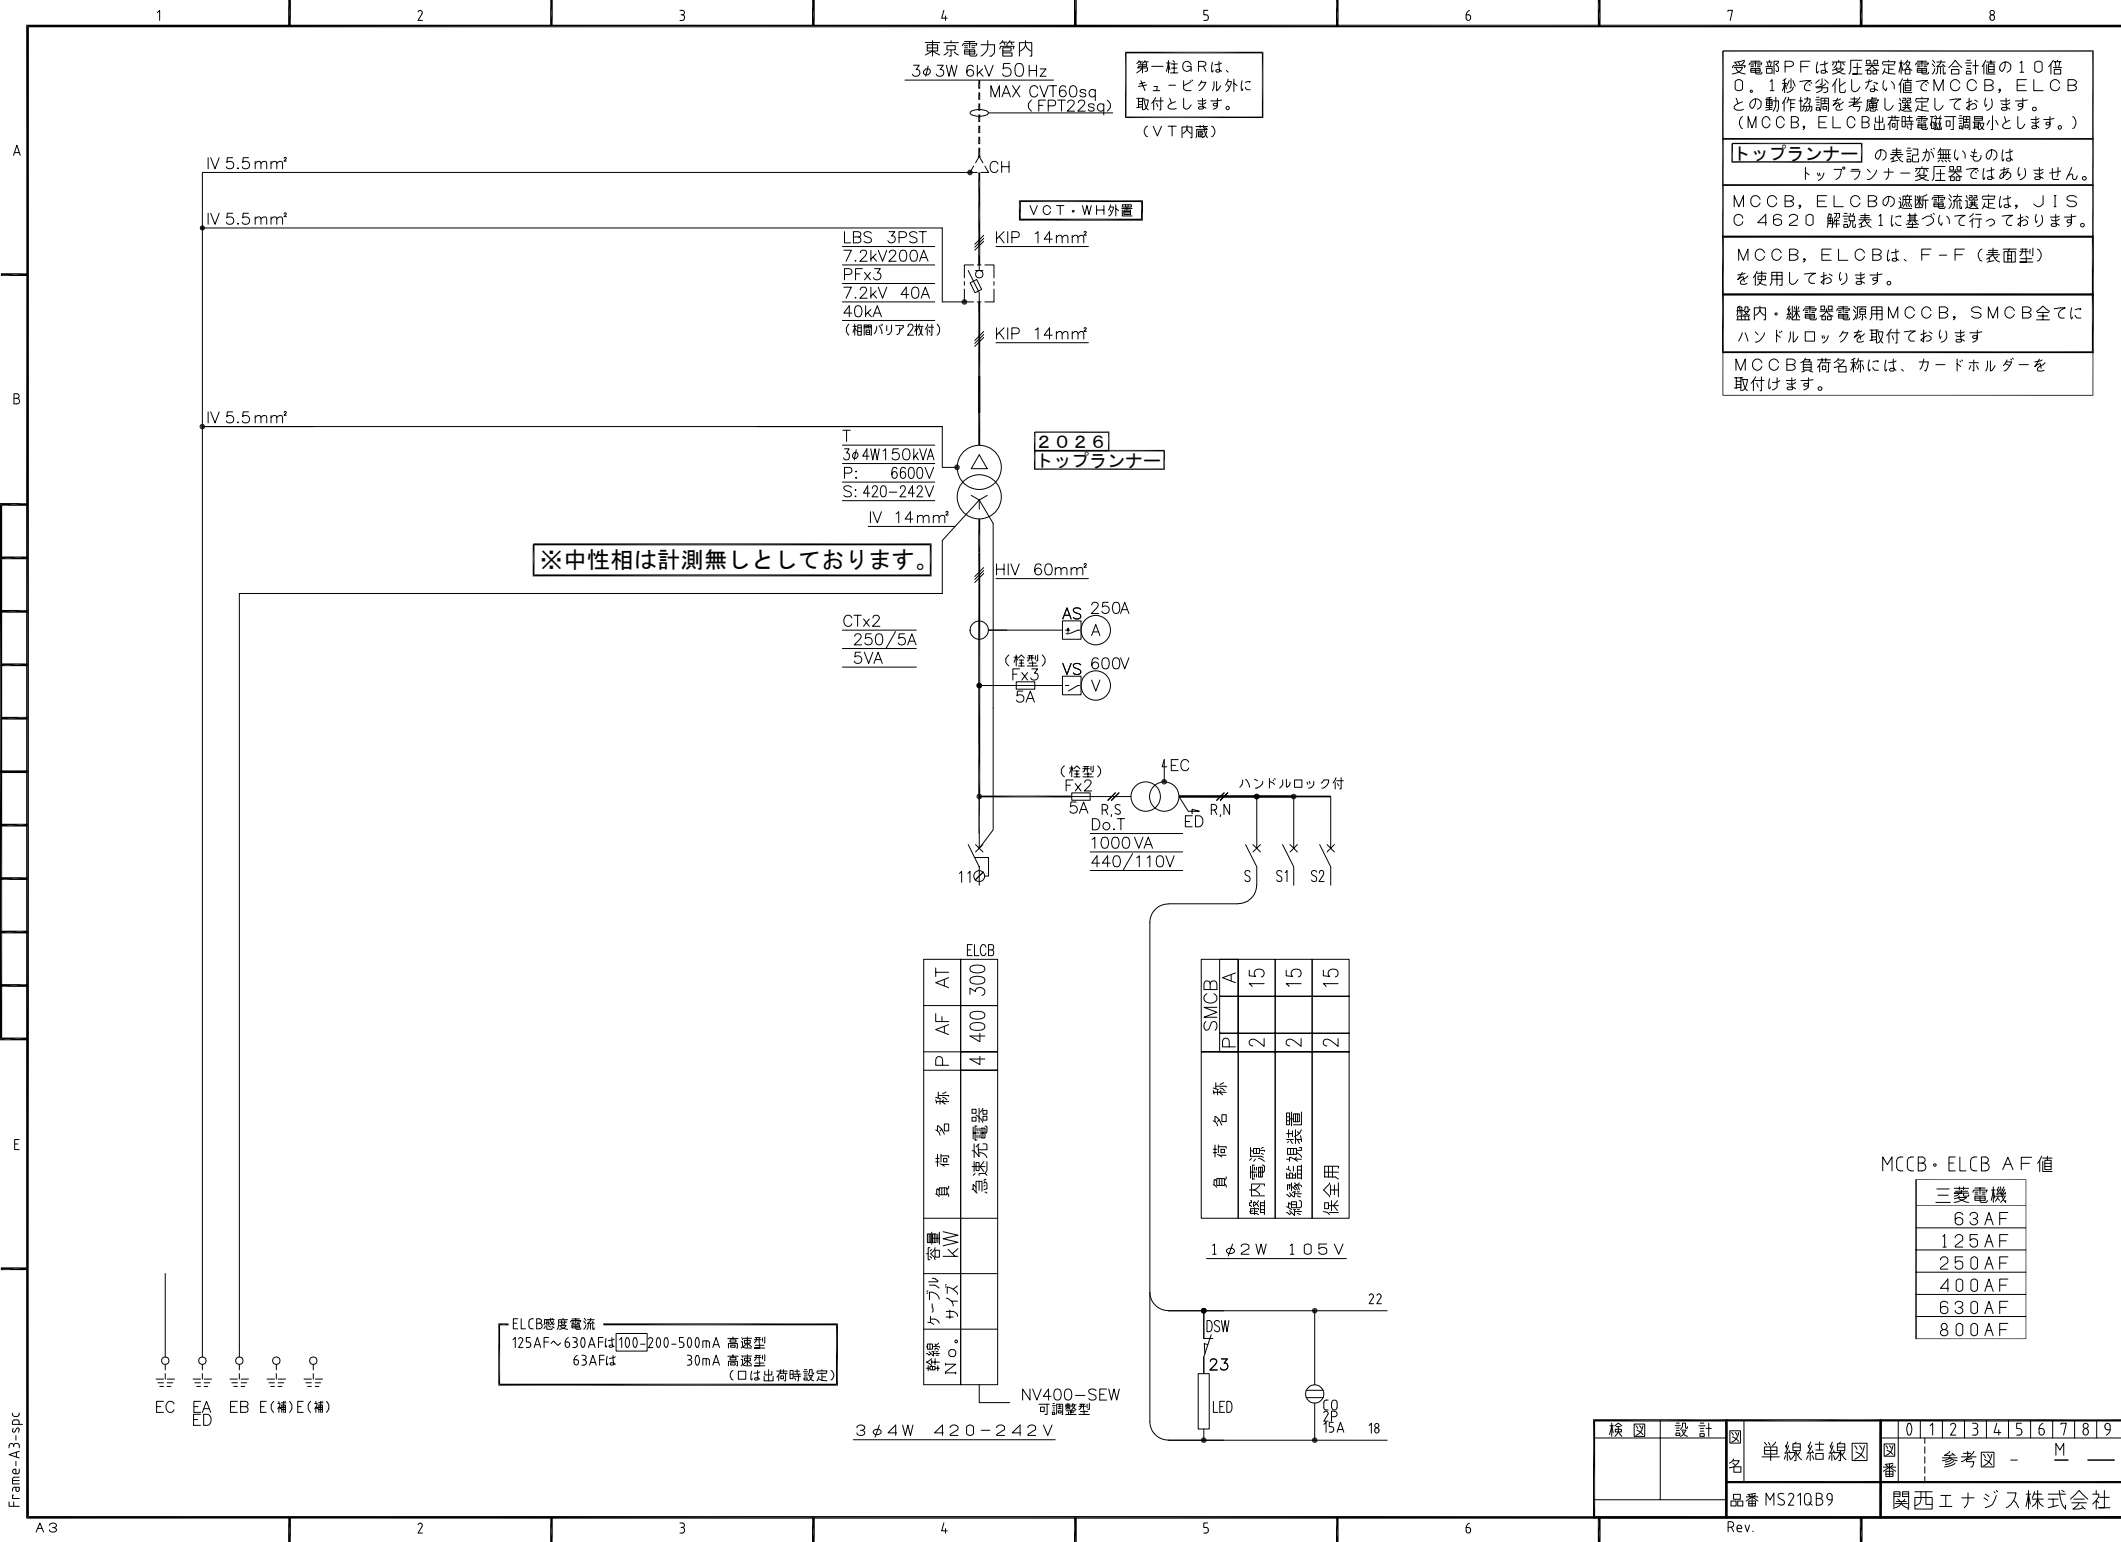 1 2 3 4 5 6 7 8
東京電力管内
3φ3W 6kV 50Hz
MAX CVT60sq
(FPT22sq)
第一柱GRは、
キュービクル外に
取付とします。
(VT内蔵)
受電部PFは変圧器定格電流合計値の10倍
0.1秒で劣化しない値でMCCB,ELCB
との動作協調を考慮し選定しております。
(MCCB,ELCB出荷時電磁可調最小とします。)
トップランナー の表記が無いものは
トップランナー変圧器ではありません。
MCCB,ELCBの遮断電流選定は,JIS
C 4620 解説表1に基づいて行っております。
MCCB,ELCBは、F-F(表面型)
を使用しております。
盤内・継電器電源用MCCB,SMCB全てに
ハンドルロックを取付ております
MCCB負荷名称には、カードホルダーを
取付けます。
A
B
E
IV 5.5mm²
CH
IV 5.5mm²
VCT・WH外置
LBS 3PST
7.2kV200A
PFx3
7.2kV 40A
40kA
(相間バリア2枚付)
KIP 14mm²
KIP 14mm²
IV 5.5mm²
T
3φ4W150kVA
P: 6600V
S: 420-242V
2026
トップランナー
IV 14mm²
※中性相は計測無しとしております。
HIV 60mm²
CTx2
250/5A
5VA
AS 250A
A
(栓型)
Fx3
5A
VS 600V
V
(栓型)
Fx2
5A
R,S
EC
ED
R,N
ハンドルロック付
Do.T
1000VA
440/110V
11
S S1 S2
ELCB
AT 300
AF 400
P 4
負荷名称 急速充電器
容量 kW
ケーブルサイズ
幹線No.
NV400-SEW
可調整型
3φ4W 420-242V
SMCB
A 15 15 15
P 2 2 2
負荷名称 盤内電源 絶縁監視装置 保全用
1φ2W 105V
22
DSW
23
LED
CO
2P
15A
18
MCCB・ELCB AF値
三菱電機
63AF
125AF
250AF
400AF
630AF
800AF
ELCB感度電流
125AF~630AFは100-200-500mA 高速型
63AFは 30mA 高速型
(口は出荷時設定)
EC EA EB E(補) E(補)
ED
検図 設計
図名 単線結線図
図番 0 1 2 3 4 5 6 7 8 9
参考図 - M —
品番 MS21QB9
関西エナジス株式会社
Frame-A3-spc
A3 2 3 4 5 6 Rev.